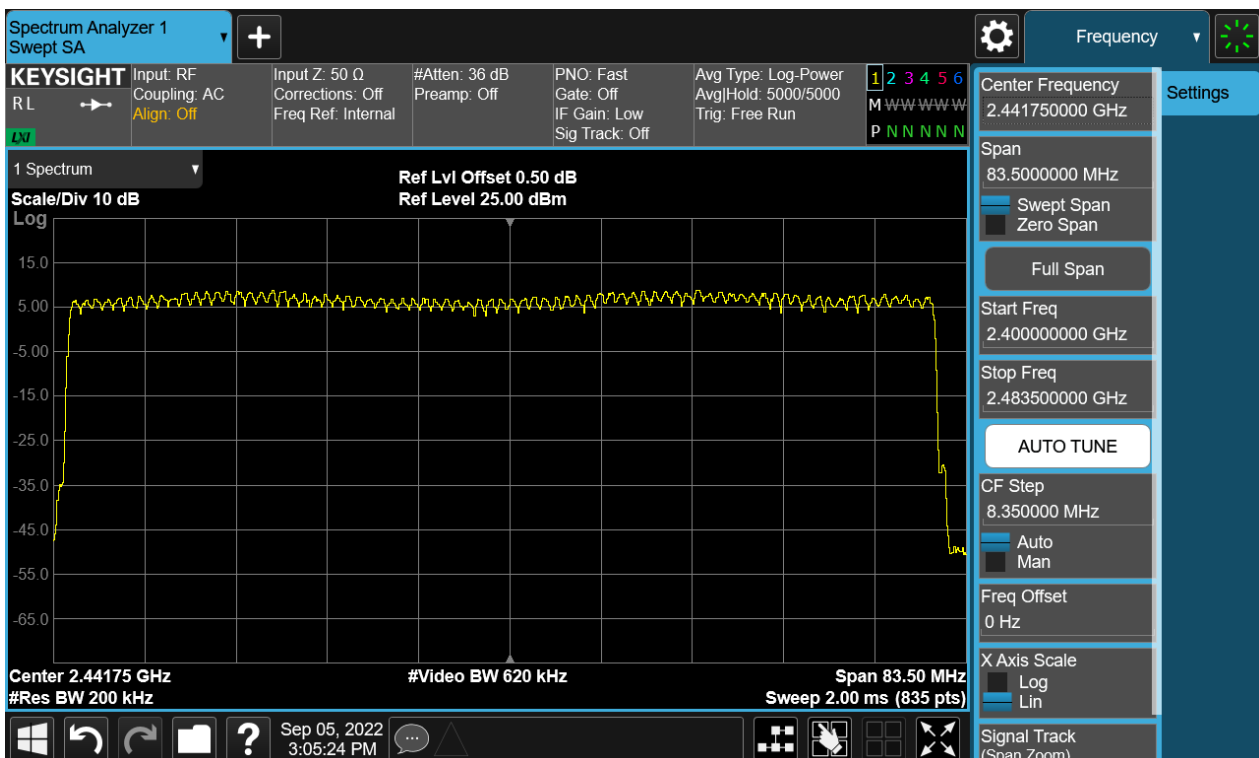 Spectrum Analyzer 1
Swept SA
Frequency
KEYSIGHT
R L
LXI
Input: RF
Coupling: AC
Align: Off
Input Z: 50 Ω
Corrections: Off
Freq Ref: Internal
#Atten: 36 dB
Preamp: Off
PNO: Fast
Gate: Off
IF Gain: Low
Sig Track: Off
Avg Type: Log-Power
Avg|Hold: 5000/5000
Trig: Free Run
1 2 3 4 5 6
M W W W W W
P N N N N N
1 Spectrum
Scale/Div 10 dB
Ref Lvl Offset 0.50 dB
Ref Level 25.00 dBm
Log
15.0
5.00
-5.00
-15.0
-25.0
-35.0
-45.0
-55.0
-65.0
Center 2.44175 GHz
#Video BW 620 kHz
Span 83.50 MHz
#Res BW 200 kHz
Sweep 2.00 ms (835 pts)
Sep 05, 2022
3:05:24 PM
Center Frequency
2.441750000 GHz
Settings
Span
83.5000000 MHz
Swept Span
Zero Span
Full Span
Start Freq
2.400000000 GHz
Stop Freq
2.483500000 GHz
AUTO TUNE
CF Step
8.350000 MHz
Auto
Man
Freq Offset
0 Hz
X Axis Scale
Log
Lin
Signal Track
(Span Zoom)